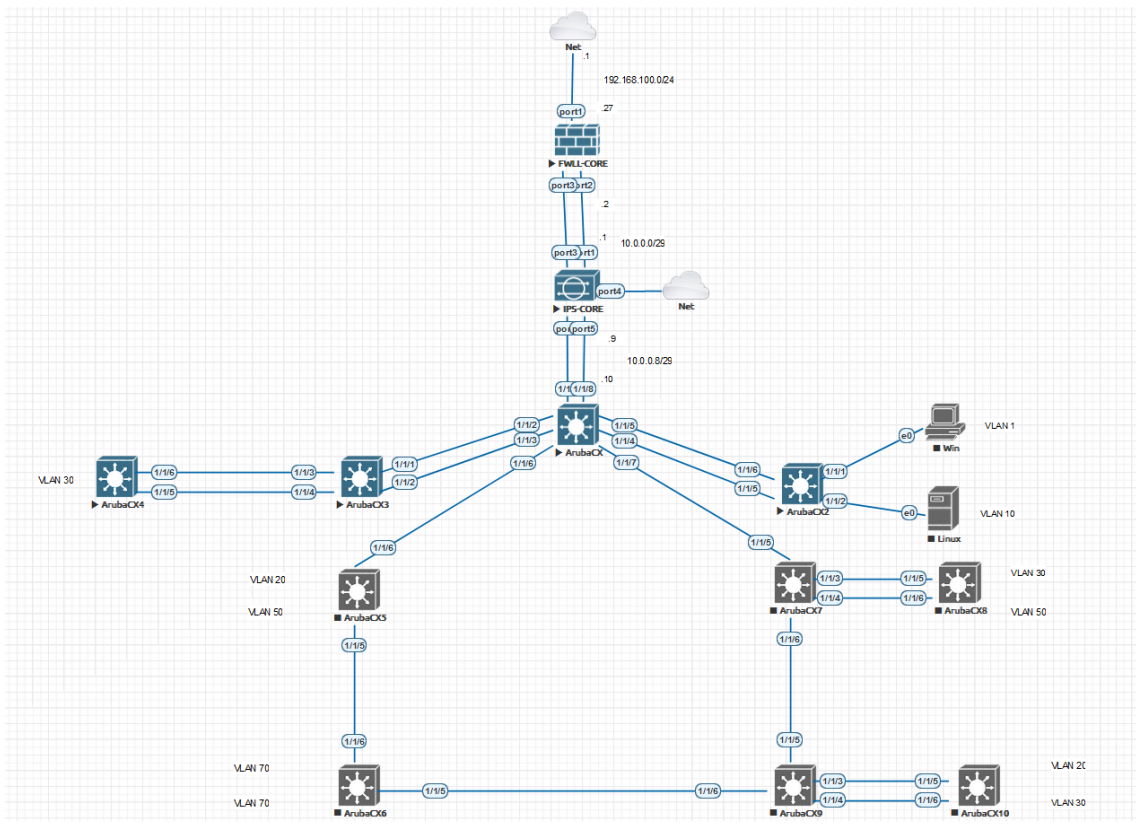 Net
.1
192.168.100.0/24
port1
.27
▶ FWLL-CORE
port3
port2
.2
.1
10.0.0.0/29
port3
port4
Net
▶ IPS-CORE
port5
.9
10.0.0.8/29
.10
1/1/8
1/1/2
1/1/5
1/1/3
1/1/4
▶ ArubaCX
1/1/6
1/1/7
e0
VLAN 1
■ Win
VLAN 30
1/1/6
1/1/3
1/1/1
1/1/5
1/1/4
1/1/2
▶ ArubaCX4
▶ ArubaCX3
1/1/6
1/1/1
1/1/5
1/1/2
▶ ArubaCX2
e0
VLAN 10
■ Linux
1/1/6
1/1/5
VLAN 20
VLAN 50
■ ArubaCX5
1/1/3
1/1/5
VLAN 30
1/1/4
1/1/6
■ ArubaCX7
■ ArubaCX8
VLAN 50
1/1/5
1/1/6
1/1/6
1/1/5
VLAN 70
VLAN 70
1/1/5
1/1/6
■ ArubaCX6
1/1/3
1/1/5
VLAN 20
1/1/4
1/1/6
VLAN 30
■ ArubaCX9
■ ArubaCX10